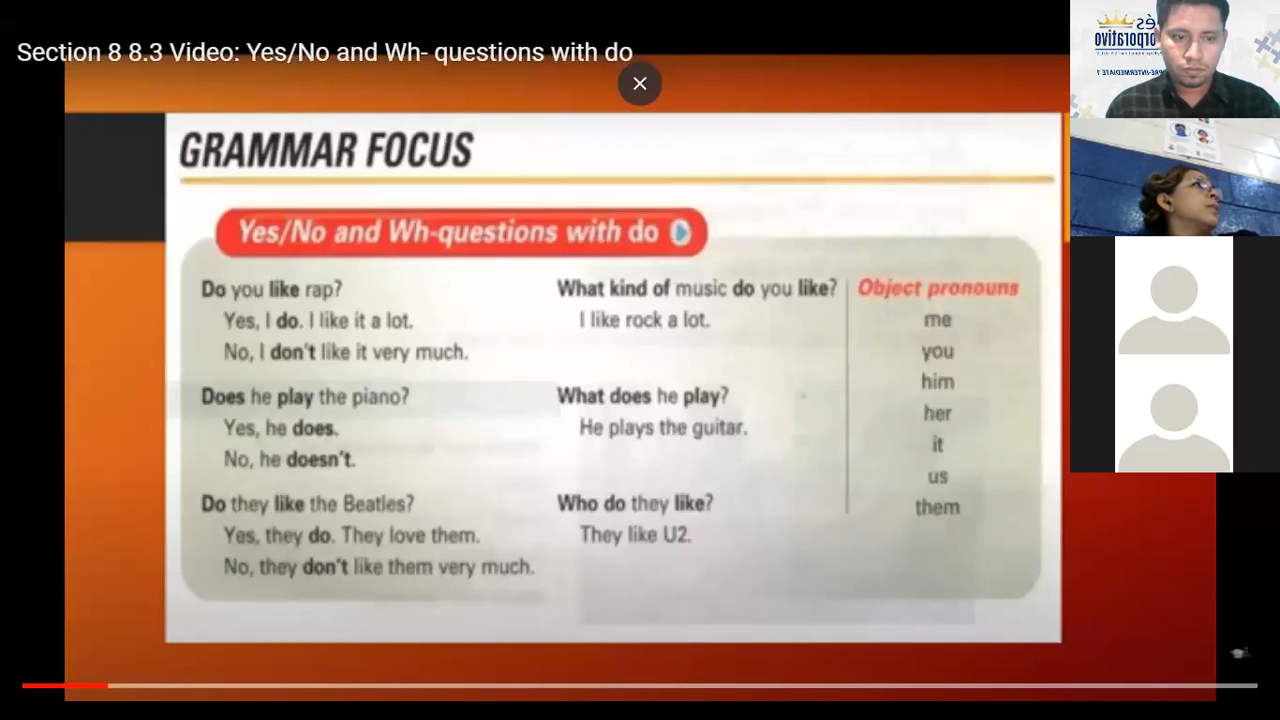 Section 8 8.3 Video: Yes/No and Wh- questions with do
GRAMMAR FOCUS
Yes/No and Wh-questions with do
Do you like rap?
Yes, I do. I like it a lot.
No, I don't like it very much.
Does he play the piano?
Yes, he does.
No, he doesn't.
Do they like the Beatles?
Yes, they do. They love them.
No, they don't like them very much.
What kind of music do you like?
I like rock a lot.
What does he play?
He plays the guitar.
Who do they like?
They like U2.
Object pronouns
me
you
him
her
it
us
them
PRE-INTERMEDIATE 1